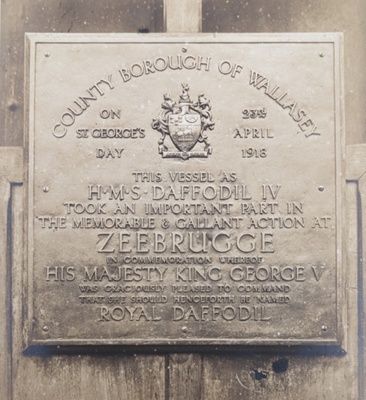 COUNTY BOROUGH OF WALLASEY
ON
ST. GEORGE'S
DAY
23RD
APRIL
1918
THIS VESSEL AS
H·M·S·DAFFODIL IV
TOOK AN IMPORTANT PART IN
THE MEMORABLE & GALLANT ACTION AT
ZEEBRUGGE
IN COMMEMORATION WHEREOF
HIS MAJESTY KING GEORGE V
WAS GRACIOUSLY PLEASED TO COMMAND
THAT SHE SHOULD HENCEFORTH BE NAMED
ROYAL DAFFODIL